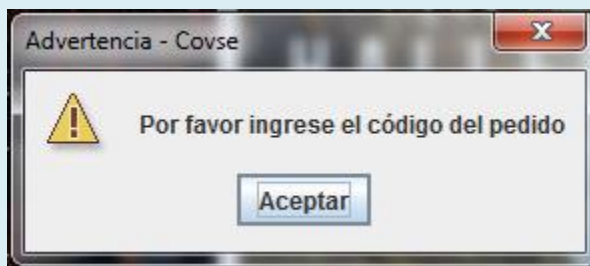 Advertencia - Covse
Por favor ingrese el código del pedido
Aceptar